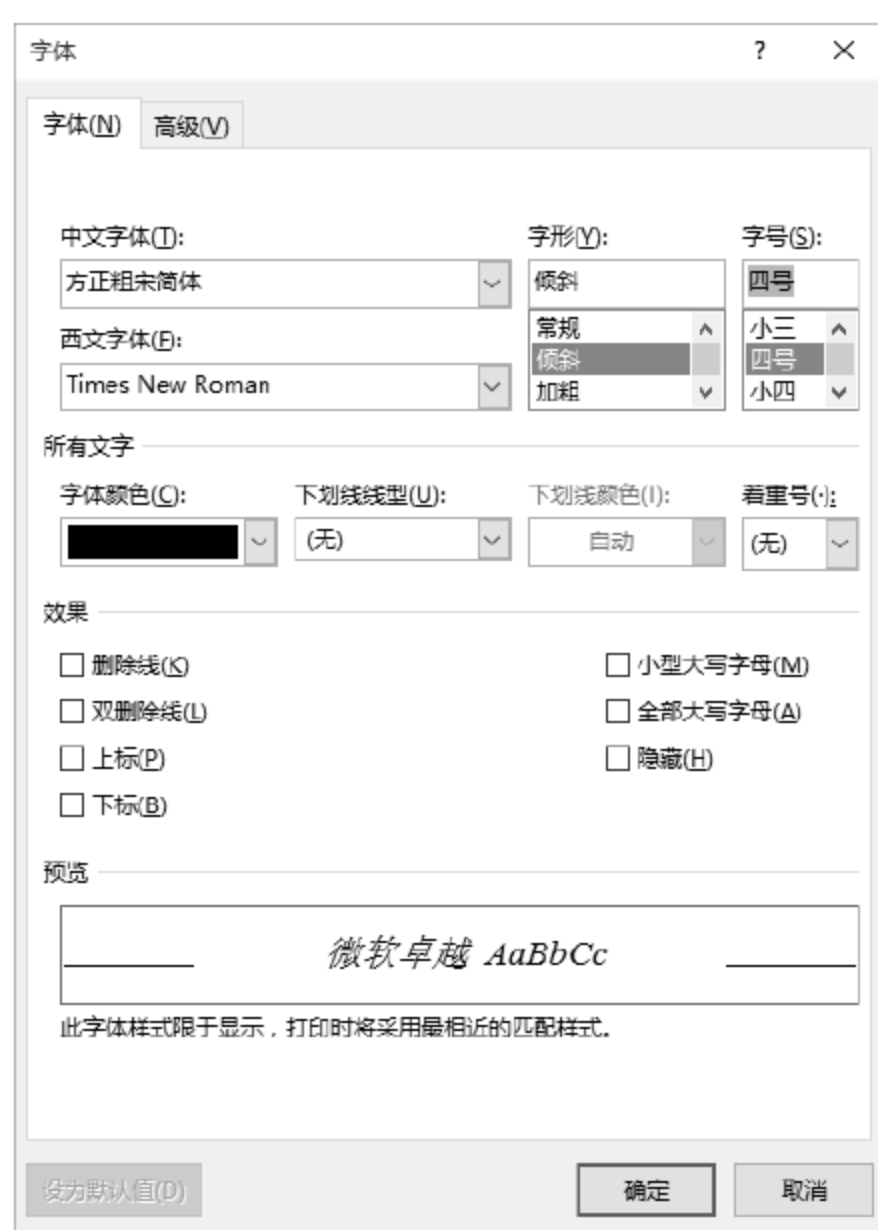 字体 ?
字体(N) 高级(V)
中文字体(T): 字形(Y): 字号(S):
方正粗宋简体 倾斜 四号
常规 小三
西文字体(F): 倾斜 四号
Times New Roman 加粗 小四
所有文字
字体颜色(C): 下划线线型(U): 下划线颜色(I): 着重号(·):
(无) 自动 (无)
效果
删除线(K) 小型大写字母(M)
双删除线(L) 全部大写字母(A)
上标(P) 隐藏(H)
下标(B)
预览
微软卓越 AaBbCc
此字体样式限于显示，打印时将采用最相近的匹配样式。
设为默认值(D) 确定 取消